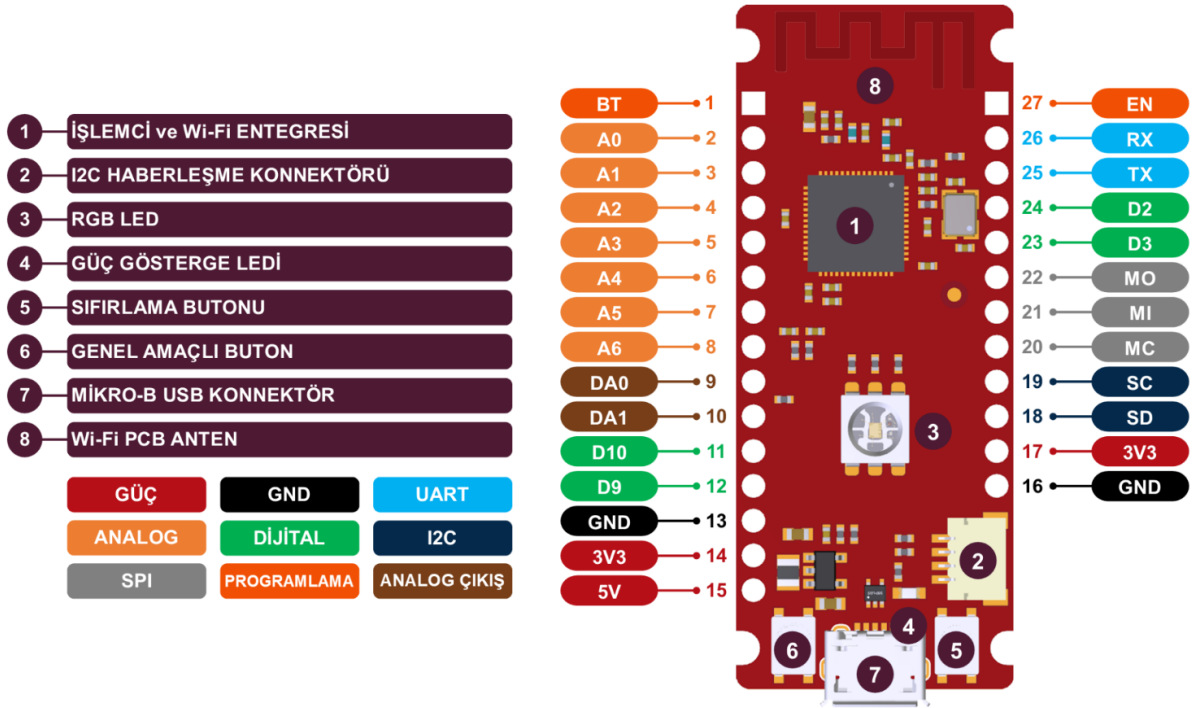 1 İŞLEMCİ ve Wi-Fi ENTEGRESİ
2 I2C HABERLEŞME KONNEKTÖRÜ
3 RGB LED
4 GÜÇ GÖSTERGE LEDİ
5 SIFIRLAMA BUTONU
6 GENEL AMAÇLI BUTON
7 MİKRO-B USB KONNEKTÖR
8 Wi-Fi PCB ANTEN
GÜÇ GND UART
ANALOG DİJİTAL I2C
SPI PROGRAMLAMA ANALOG ÇIKIŞ
BT 1
A0 2
A1 3
A2 4
A3 5
A4 6
A5 7
A6 8
DA0 9
DA1 10
D10 11
D9 12
GND 13
3V3 14
5V 15
8
1
3
2
4
6
5
7
27 EN
26 RX
25 TX
24 D2
23 D3
22 MO
21 MI
20 MC
19 SC
18 SD
17 3V3
16 GND